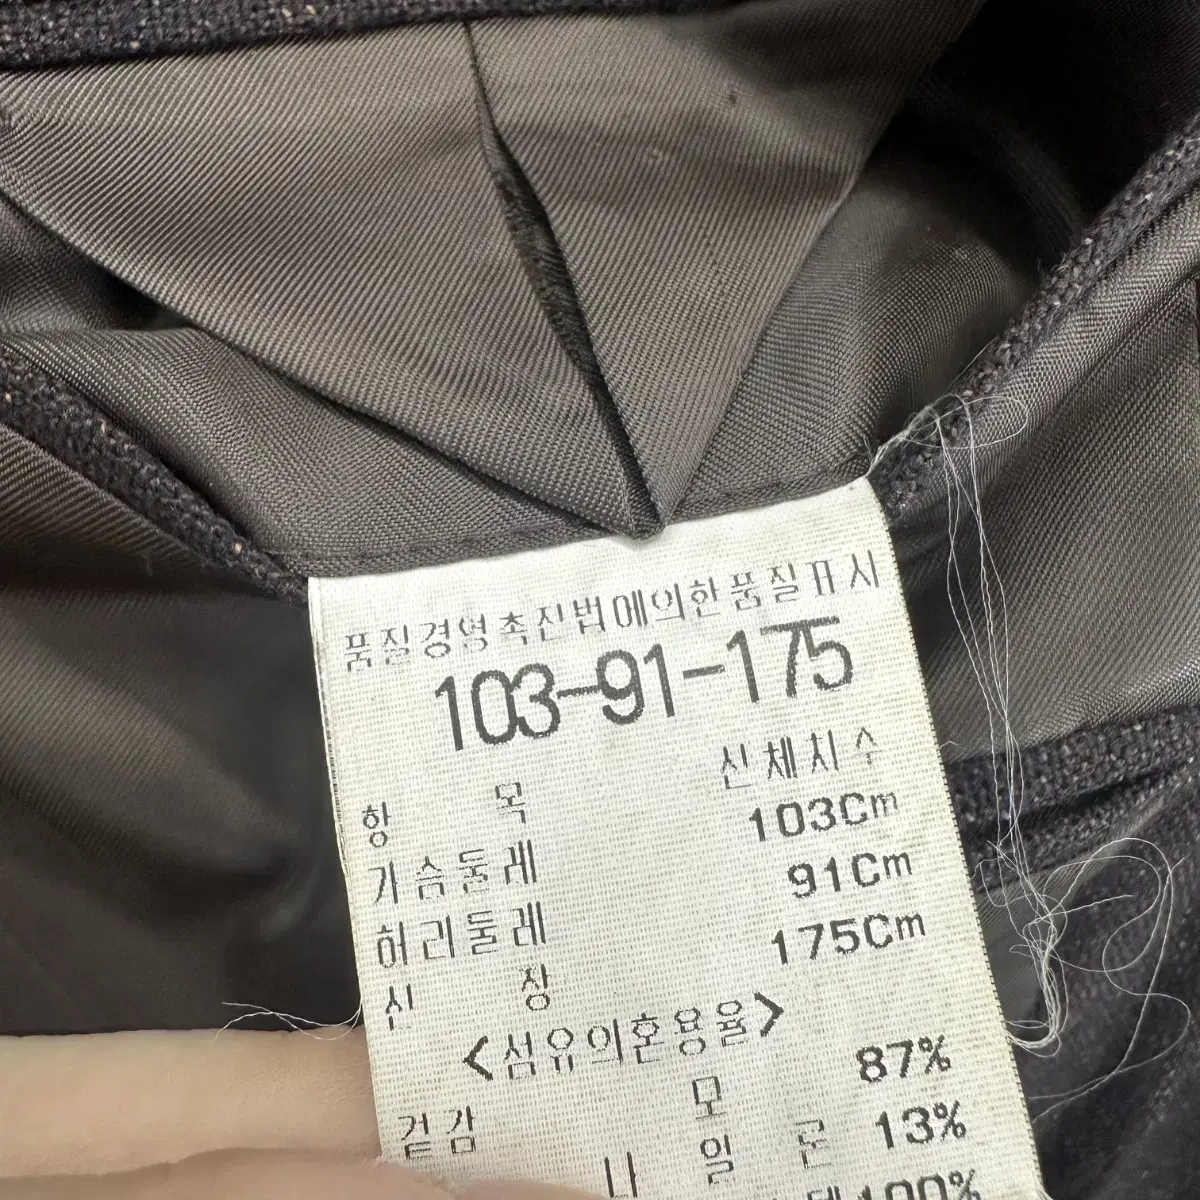 품질경영촉진법에의한품질표시
103-91-175
항 목 신체치수
가슴둘레 103Cm
허리둘레 91Cm
신 장 175Cm
<섬유의혼용율>
겉감 모 87%
나일론 13%
100%